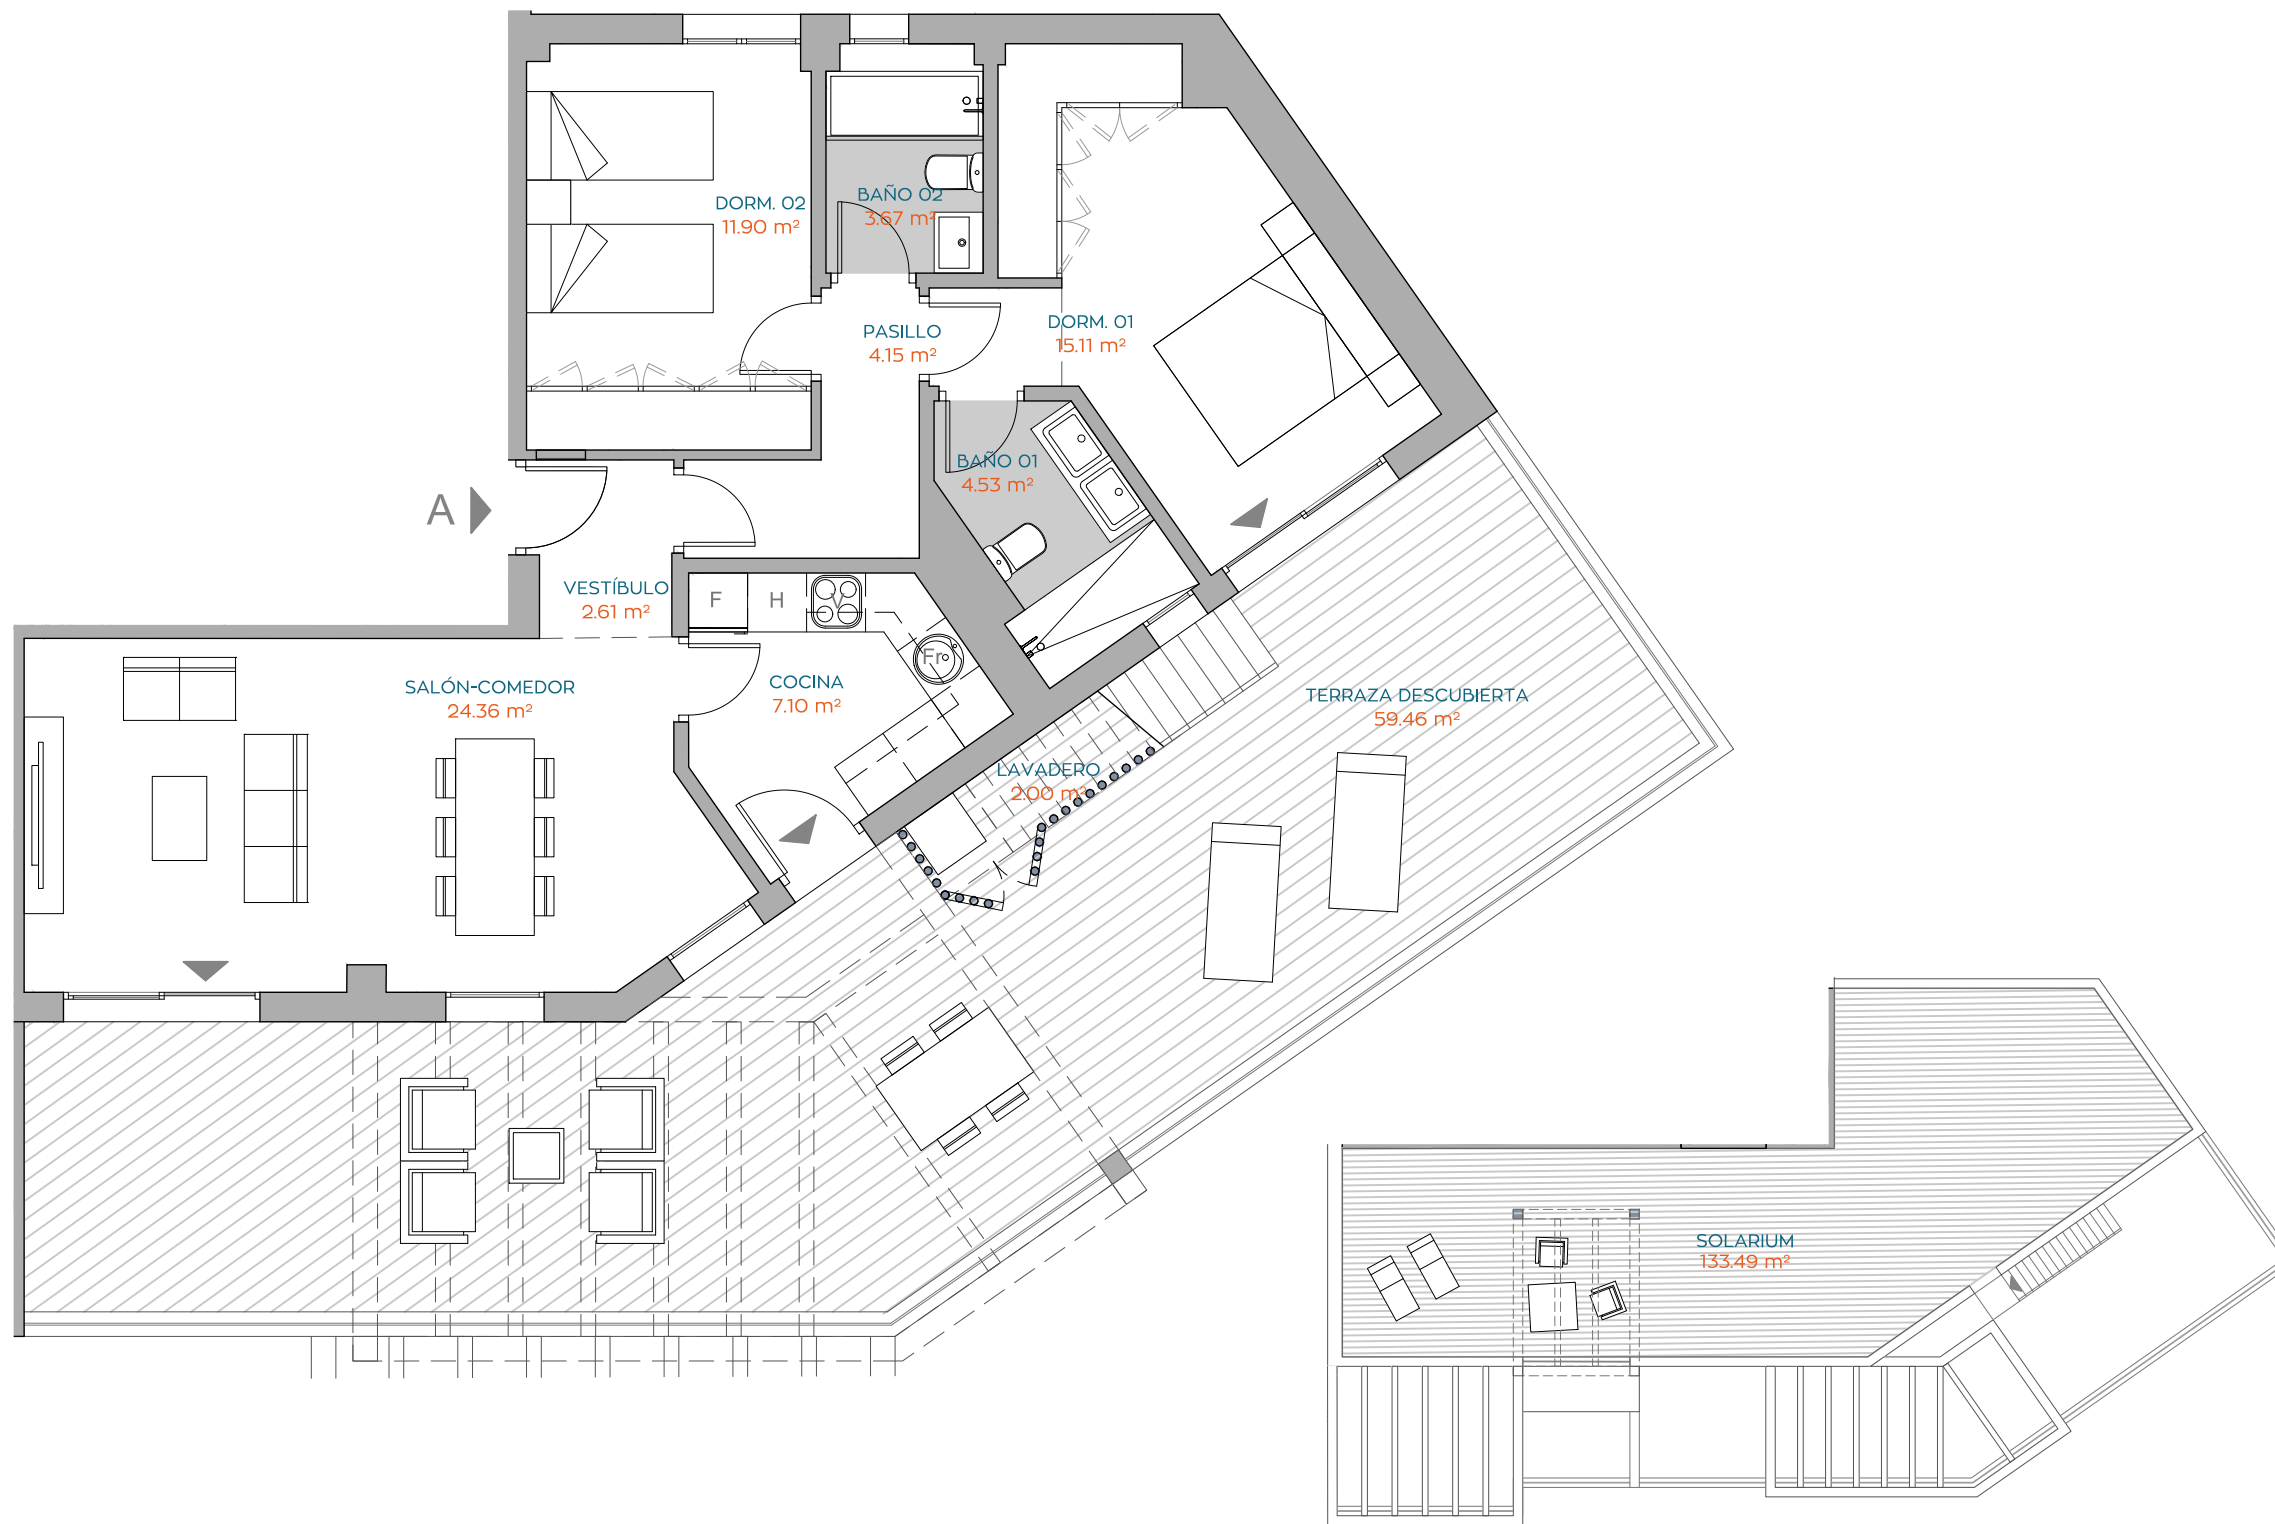 DORM. 02
11.90 m²
BAÑO 02
3.67 m²
PASILLO
4.15 m²
DORM. 01
15.11 m²
BAÑO 01
4.53 m²
A
VESTÍBULO
2.61 m²
F
H
V
Fr
SALÓN-COMEDOR
24.36 m²
COCINA
7.10 m²
TERRAZA DESCUBIERTA
59.46 m²
LAVADERO
2.00 m²
SOLARIUM
133.49 m²